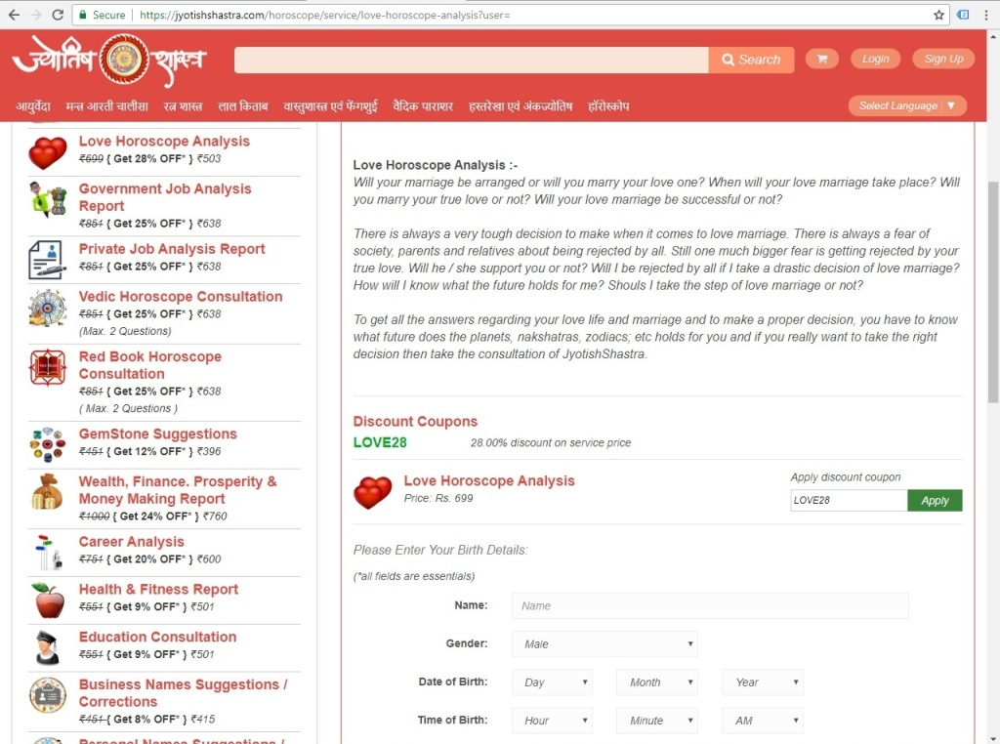 Secure | https://jyotishshastra.com/horoscope/service/love-horoscope-analysis?user=
ज्योतिष शास्त्र
Search
Login
Sign Up
आयुर्वेदा मन्त्र आरती चालीसा रत्न शास्त्र लाल किताब वास्तुशास्त्र एवं फेंगशुई वैदिक पाराशर हस्तरेखा एवं अंकज्योतिष हॉरोस्कोप
Select Language ▼
Love Horoscope Analysis
₹699 { Get 28% OFF* } ₹503
Government Job Analysis
Report
₹851 { Get 25% OFF* } ₹638
Private Job Analysis Report
₹851 { Get 25% OFF* } ₹638
Vedic Horoscope Consultation
₹851 { Get 25% OFF* } ₹638
(Max. 2 Questions)
Red Book Horoscope
Consultation
₹851 { Get 25% OFF* } ₹638
( Max. 2 Questions )
GemStone Suggestions
₹451 { Get 12% OFF* } ₹396
Wealth, Finance. Prosperity &
Money Making Report
₹1000 { Get 24% OFF* } ₹760
Career Analysis
₹751 { Get 20% OFF* } ₹600
Health & Fitness Report
₹551 { Get 9% OFF* } ₹501
Education Consultation
₹551 { Get 9% OFF* } ₹501
Business Names Suggestions /
Corrections
₹451 { Get 8% OFF* } ₹415
Personal Names Suggestions /
Love Horoscope Analysis :-
Will your marriage be arranged or will you marry your love one? When will your love marriage take place? Will
you marry your true love or not? Will your love marriage be successful or not?
There is always a very tough decision to make when it comes to love marriage. There is always a fear of
society, parents and relatives about being rejected by all. Still one much bigger fear is getting rejected by your
true love. Will he / she support you or not? Will I be rejected by all if I take a drastic decision of love marriage?
How will I know what the future holds for me? Shouls I take the step of love marriage or not?
To get all the answers regarding your love life and marriage and to make a proper decision, you have to know
what future does the planets, nakshatras, zodiacs; etc holds for you and if you really want to take the right
decision then take the consultation of JyotishShastra.
Discount Coupons
LOVE28 28.00% discount on service price
Love Horoscope Analysis
Price: Rs. 699
Apply discount coupon
LOVE28 Apply
Please Enter Your Birth Details:
(*all fields are essentials)
Name: Name
Gender: Male
Date of Birth: Day Month Year
Time of Birth: Hour Minute AM